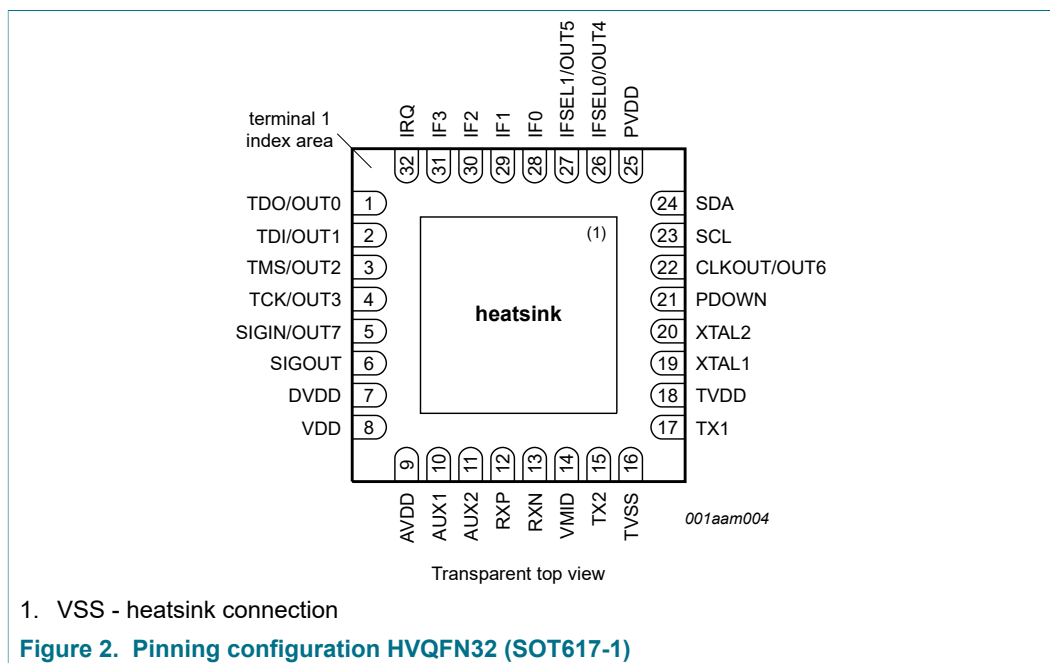 IFSEL1/OUT5
IFSEL0/OUT4
terminal 1
index area
IRQ
IF3
IF2
IF1
IF0
PVDD
32
31
30
29
28
27
26
25
TDO/OUT0 1
TDI/OUT1 2
TMS/OUT2 3
TCK/OUT3 4
SIGIN/OUT7 5
SIGOUT 6
DVDD 7
VDD 8
(1)
heatsink
24 SDA
23 SCL
22 CLKOUT/OUT6
21 PDOWN
20 XTAL2
19 XTAL1
18 TVDD
17 TX1
9
10
11
12
13
14
15
16
AVDD
AUX1
AUX2
RXP
RXN
VMID
TX2
TVSS
001aam004
Transparent top view
1. VSS - heatsink connection
Figure 2. Pinning configuration HVQFN32 (SOT617-1)